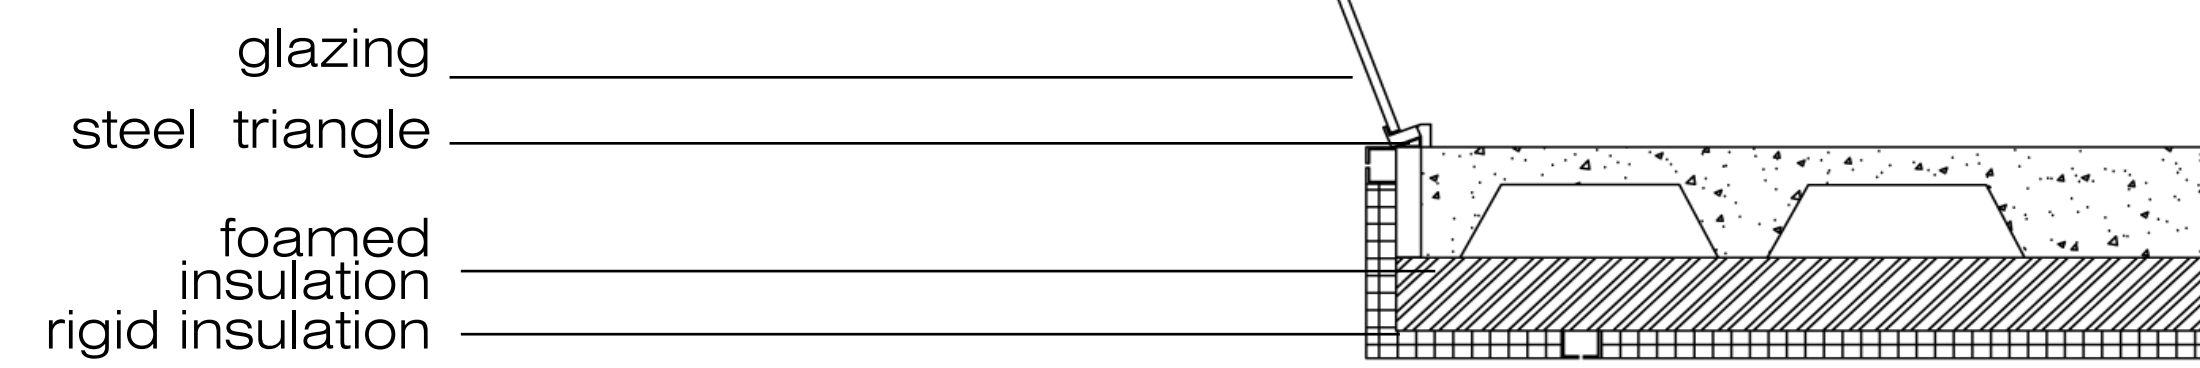 glazing
steel triangle
foamed
insulation
rigid insulation